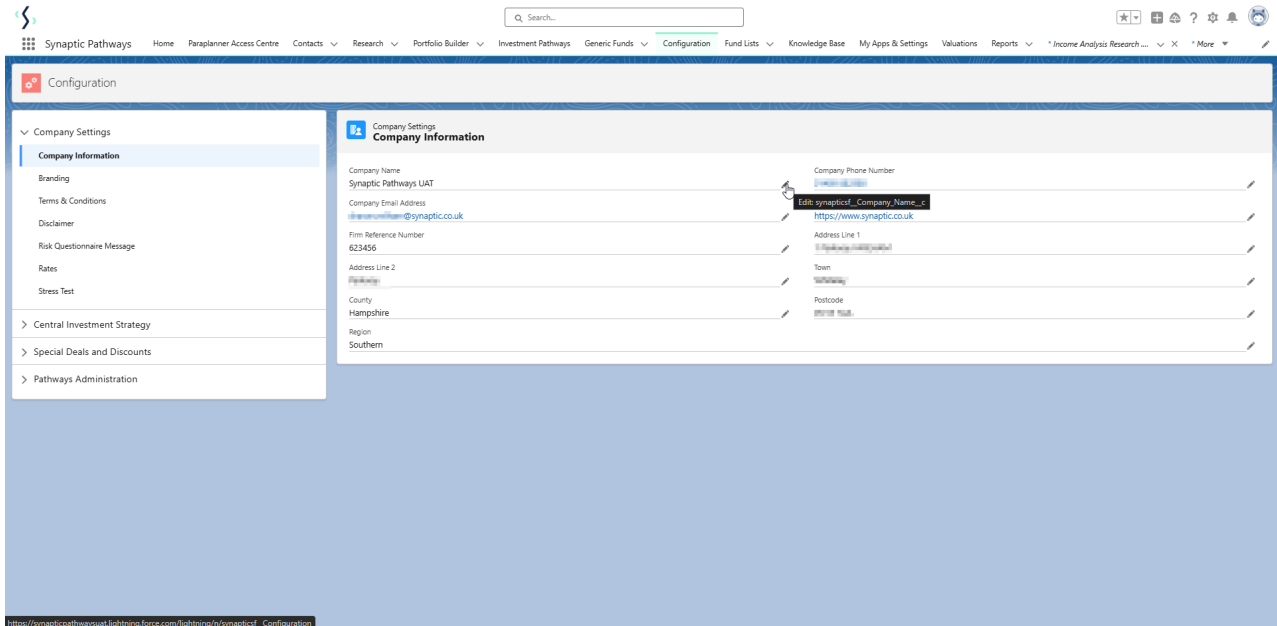 Search...
Synaptic Pathways Home Paraplanner Access Centre Contacts Research Portfolio Builder Investment Pathways Generic Funds Configuration Fund Lists Knowledge Base My Apps & Settings Valuations Reports * Income Analysis Research .... * More
Configuration
Company Settings
Company Information
Branding
Terms & Conditions
Disclaimer
Risk Questionnaire Message
Rates
Stress Test
Central Investment Strategy
Special Deals and Discounts
Pathways Administration
Company Settings
Company Information
Company Name
Synaptic Pathways UAT
Company Phone Number
Edit: synapticsf__Company_Name__c
Company Email Address
@synaptic.co.uk
https://www.synaptic.co.uk
Firm Reference Number
623456
Address Line 1
Address Line 2
Town
County
Hampshire
Postcode
Region
Southern
https://synapticpathwaysuat.lightning.force.com/lightning/n/synapticsf__Configuration